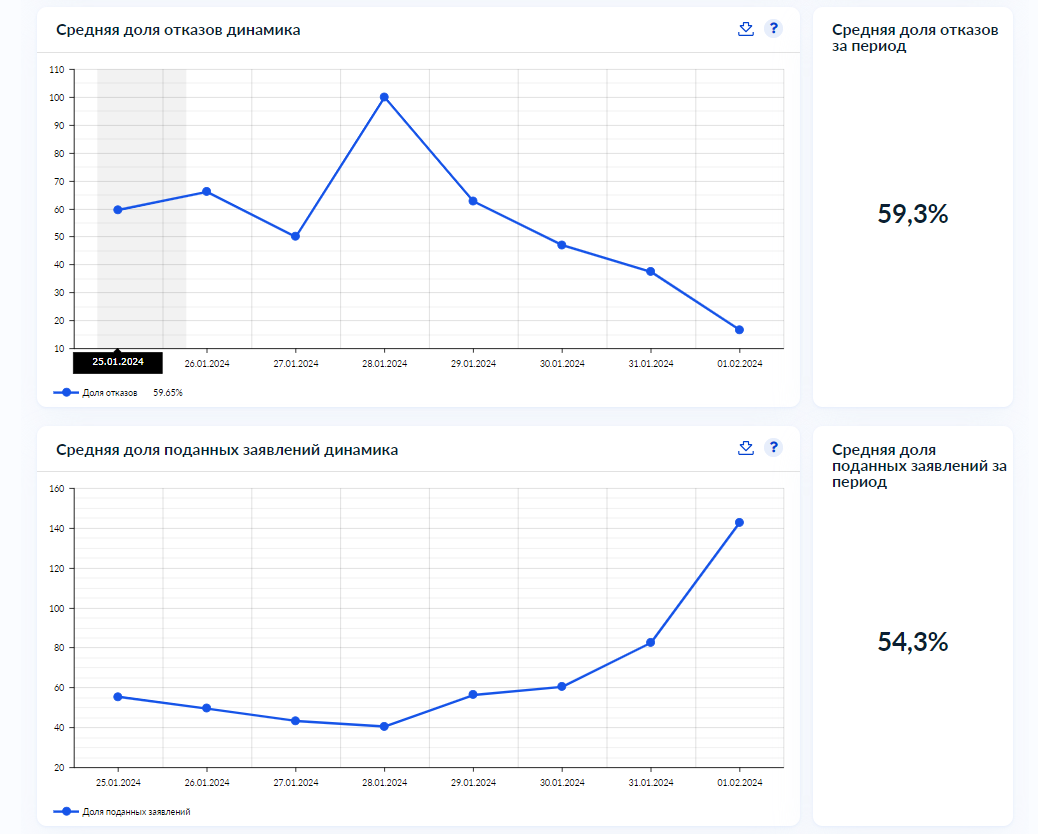 Средняя доля отказов динамика
?
110
100
90
80
70
60
50
40
30
20
10
25.01.2024 26.01.2024 27.01.2024 28.01.2024 29.01.2024 30.01.2024 31.01.2024 01.02.2024
Доля отказов 59.65%
Средняя доля отказов
за период
59,3%
Средняя доля поданных заявлений динамика
?
160
140
120
100
80
60
40
20
25.01.2024 26.01.2024 27.01.2024 28.01.2024 29.01.2024 30.01.2024 31.01.2024 01.02.2024
Доля поданных заявлений
Средняя доля
поданных заявлений за
период
54,3%